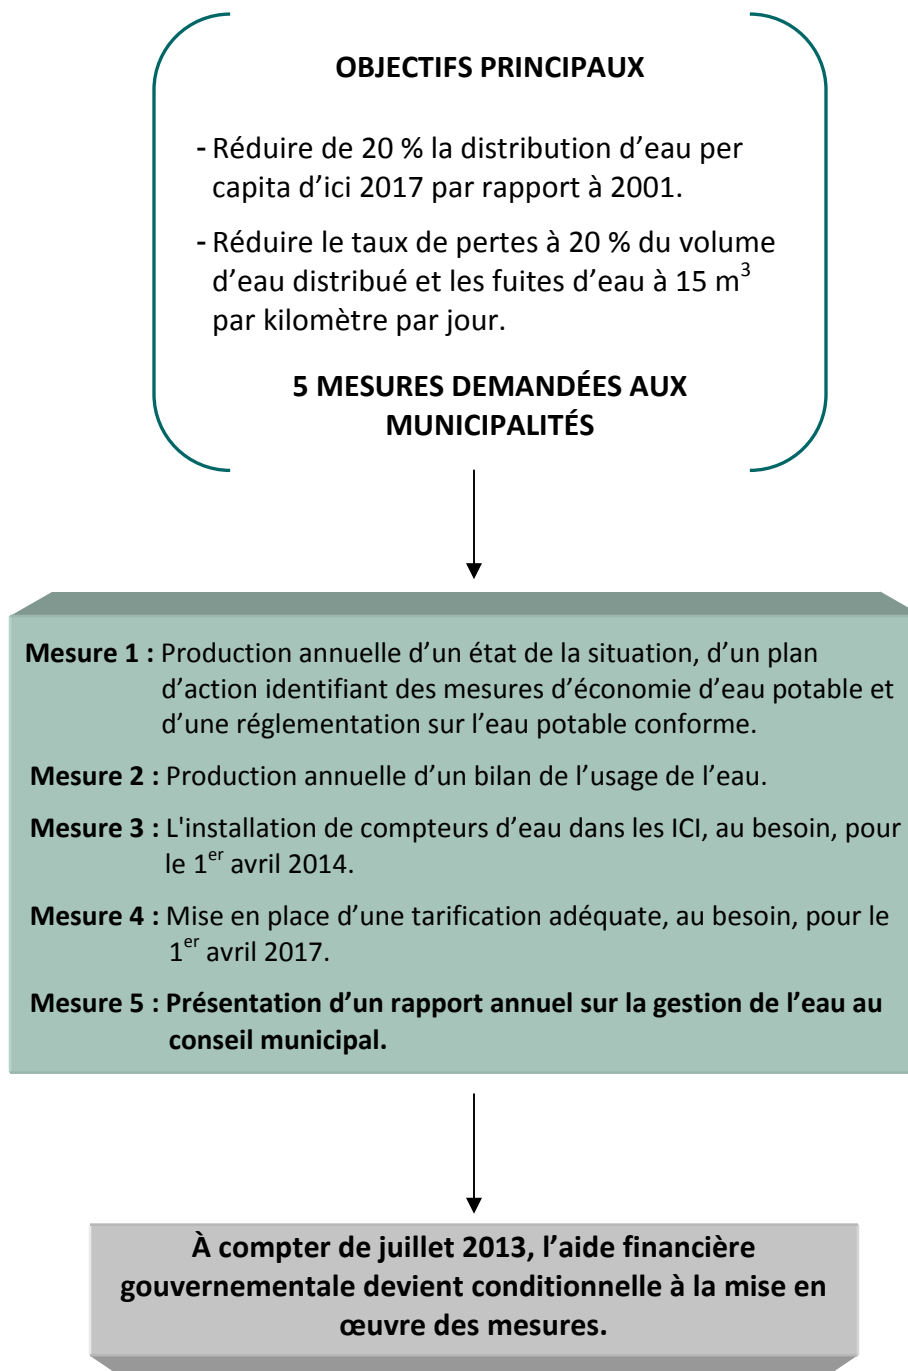 OBJECTIFS PRINCIPAUX
- Réduire de 20 % la distribution d’eau per
capita d’ici 2017 par rapport à 2001.
- Réduire le taux de pertes à 20 % du volume
d’eau distribué et les fuites d’eau à 15 m³
par kilomètre par jour.
5 MESURES DEMANDÉES AUX
MUNICIPALITÉS
Mesure 1 : Production annuelle d’un état de la situation, d’un plan
d’action identifiant des mesures d’économie d’eau potable et
d’une réglementation sur l’eau potable conforme.
Mesure 2 : Production annuelle d’un bilan de l’usage de l’eau.
Mesure 3 : L'installation de compteurs d’eau dans les ICI, au besoin, pour
le 1er avril 2014.
Mesure 4 : Mise en place d’une tarification adéquate, au besoin, pour le
1er avril 2017.
Mesure 5 : Présentation d’un rapport annuel sur la gestion de l’eau au
conseil municipal.
À compter de juillet 2013, l’aide financière
gouvernementale devient conditionnelle à la mise en
œuvre des mesures.